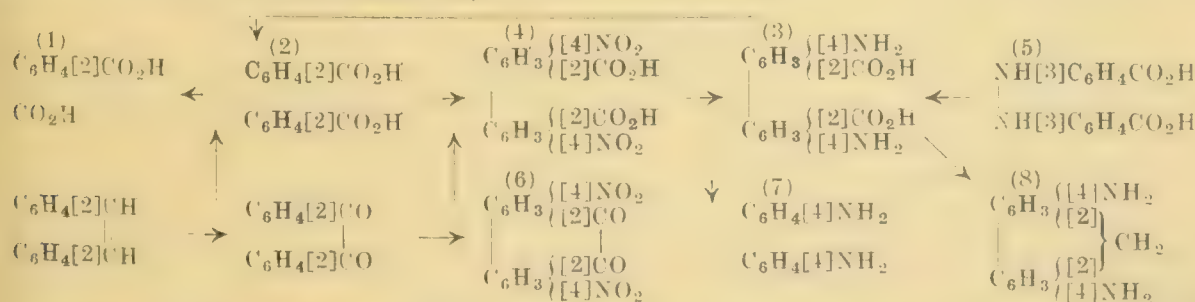 (1) (2) (4) (3) (5)
C₆H₄[2]CO₂H C₆H₄[2]CO₂H C₆H₃ {[4]NO₂ [2]CO₂H C₆H₃ {[4]NH₂ [2]CO₂H NH[3]C₆H₄CO₂H
CO₂H ← C₆H₄[2]CO₂H → C₆H₃ {[2]CO₂H [4]NO₂ → C₆H₃ {[2]CO₂H [4]NH₂ ← NH[3]C₆H₄CO₂H
(6) (7) (8)
C₆H₄[2]CH C₆H₄[2]CO C₆H₃ {[4]NO₂ [2]CO C₆H₄[4]NH₂ C₆H₃ {[4]NH₂ [2]
C₆H₄[2]CH → C₆H₄[2]CO → C₆H₃ {[2]CO [4]NO₂ C₆H₄[4]NH₂ C₆H₃ {[2] [4]NH₂ } CH₂